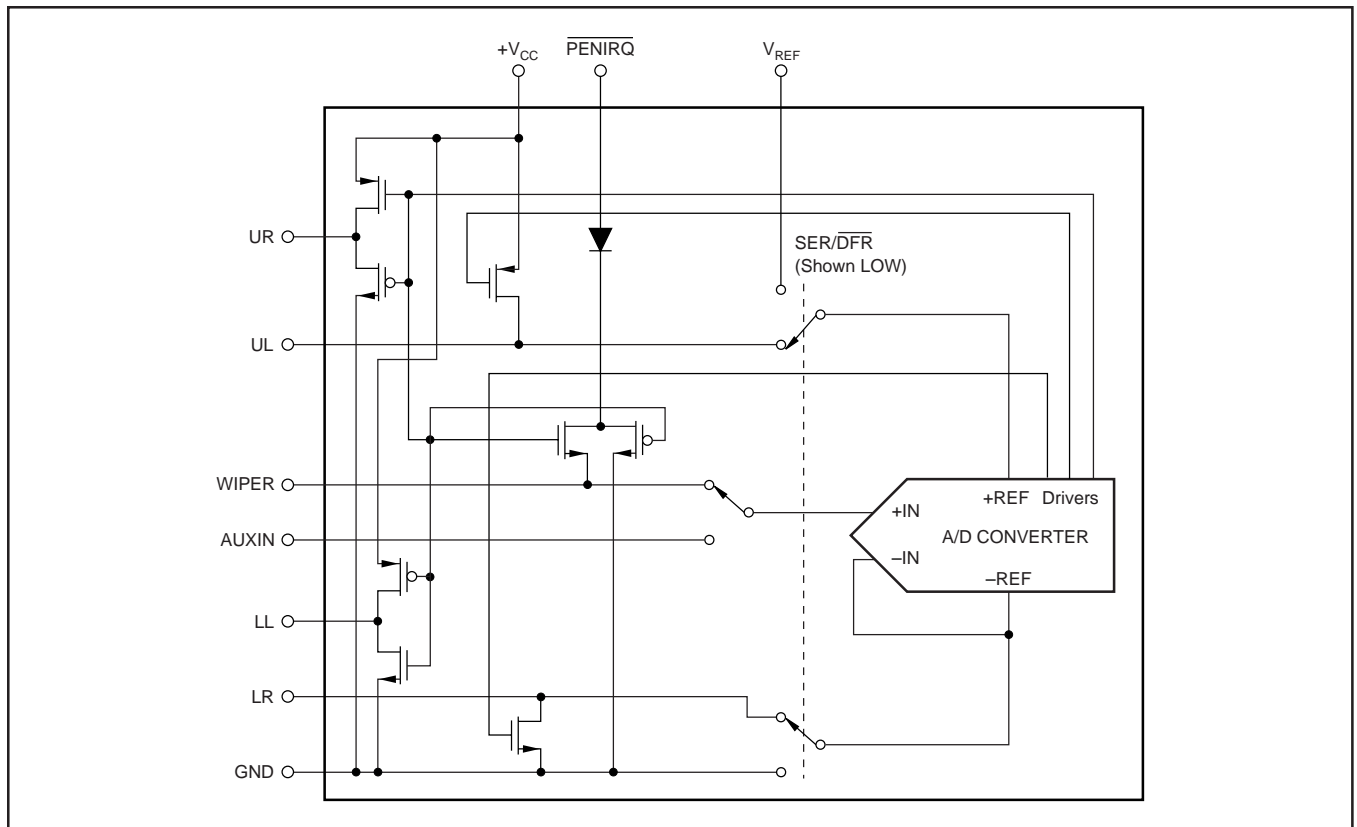 +VCC
PENIRQ
VREF
UR
SER/DFR
(Shown LOW)
UL
WIPER
+REF
Drivers
+IN
AUXIN
A/D CONVERTER
–IN
–REF
LL
LR
GND